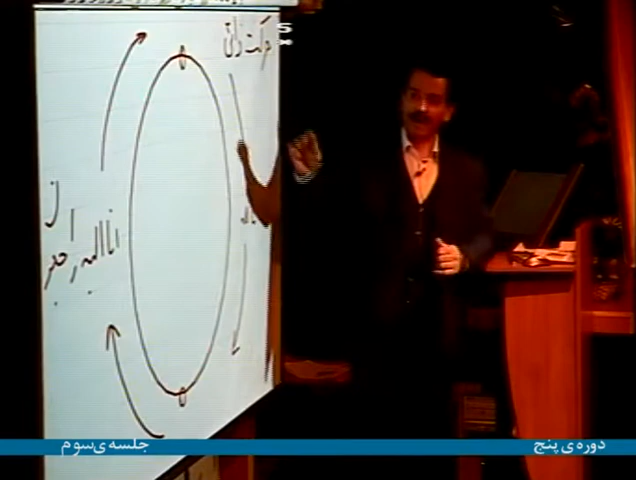 حرکت ذاتی
انا الیه راجعون
دوره‌ی پنج
جلسه‌ی سوم